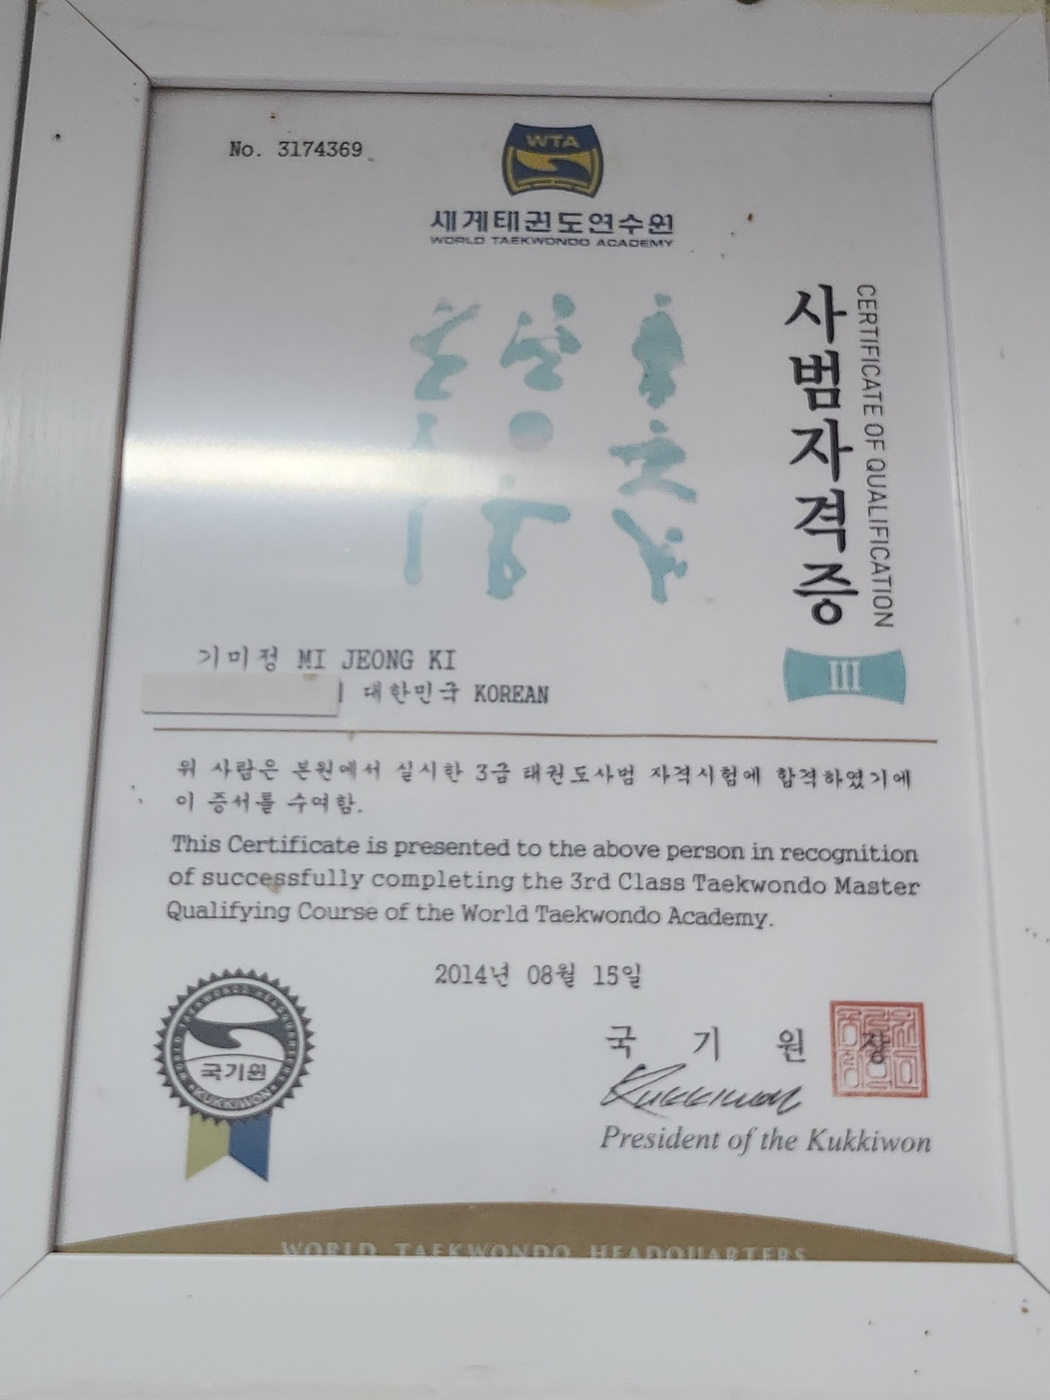 No. 3174369
WTA
세계태권도연수원
WORLD TAEKWONDO ACADEMY
사범자격증
CERTIFICATE OF QUALIFICATION
III
기미정 MI JEONG KI
대한민국 KOREAN
위 사람은 본원에서 실시한 3급 태권도사범 자격시험에 합격하였기에
이 증서를 수여함.
This Certificate is presented to the above person in recognition
of successfully completing the 3rd Class Taekwondo Master
Qualifying Course of the World Taekwondo Academy.
2014년 08월 15일
국 기 원 장
Kukkiwon
President of the Kukkiwon
WORLD TAEKWONDO HEADQUARTERS
국기원
KUKKIWON
WORLD TAEKWONDO HEADQUARTERS